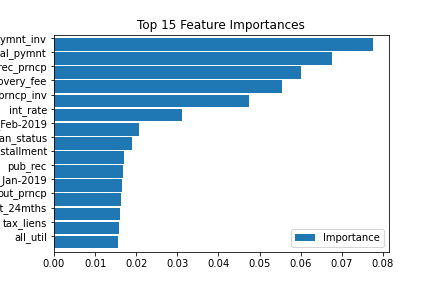 Top 15 Feature Importances
ymnt_inv
al_pymnt
rec_prncp
overy_fee
prncp_inv
int_rate
Feb-2019
an_status
stallment
pub_rec
Jan-2019
out_prncp
t_24mths
tax_liens
all_util
Importance
0.00 0.01 0.02 0.03 0.04 0.05 0.06 0.07 0.08